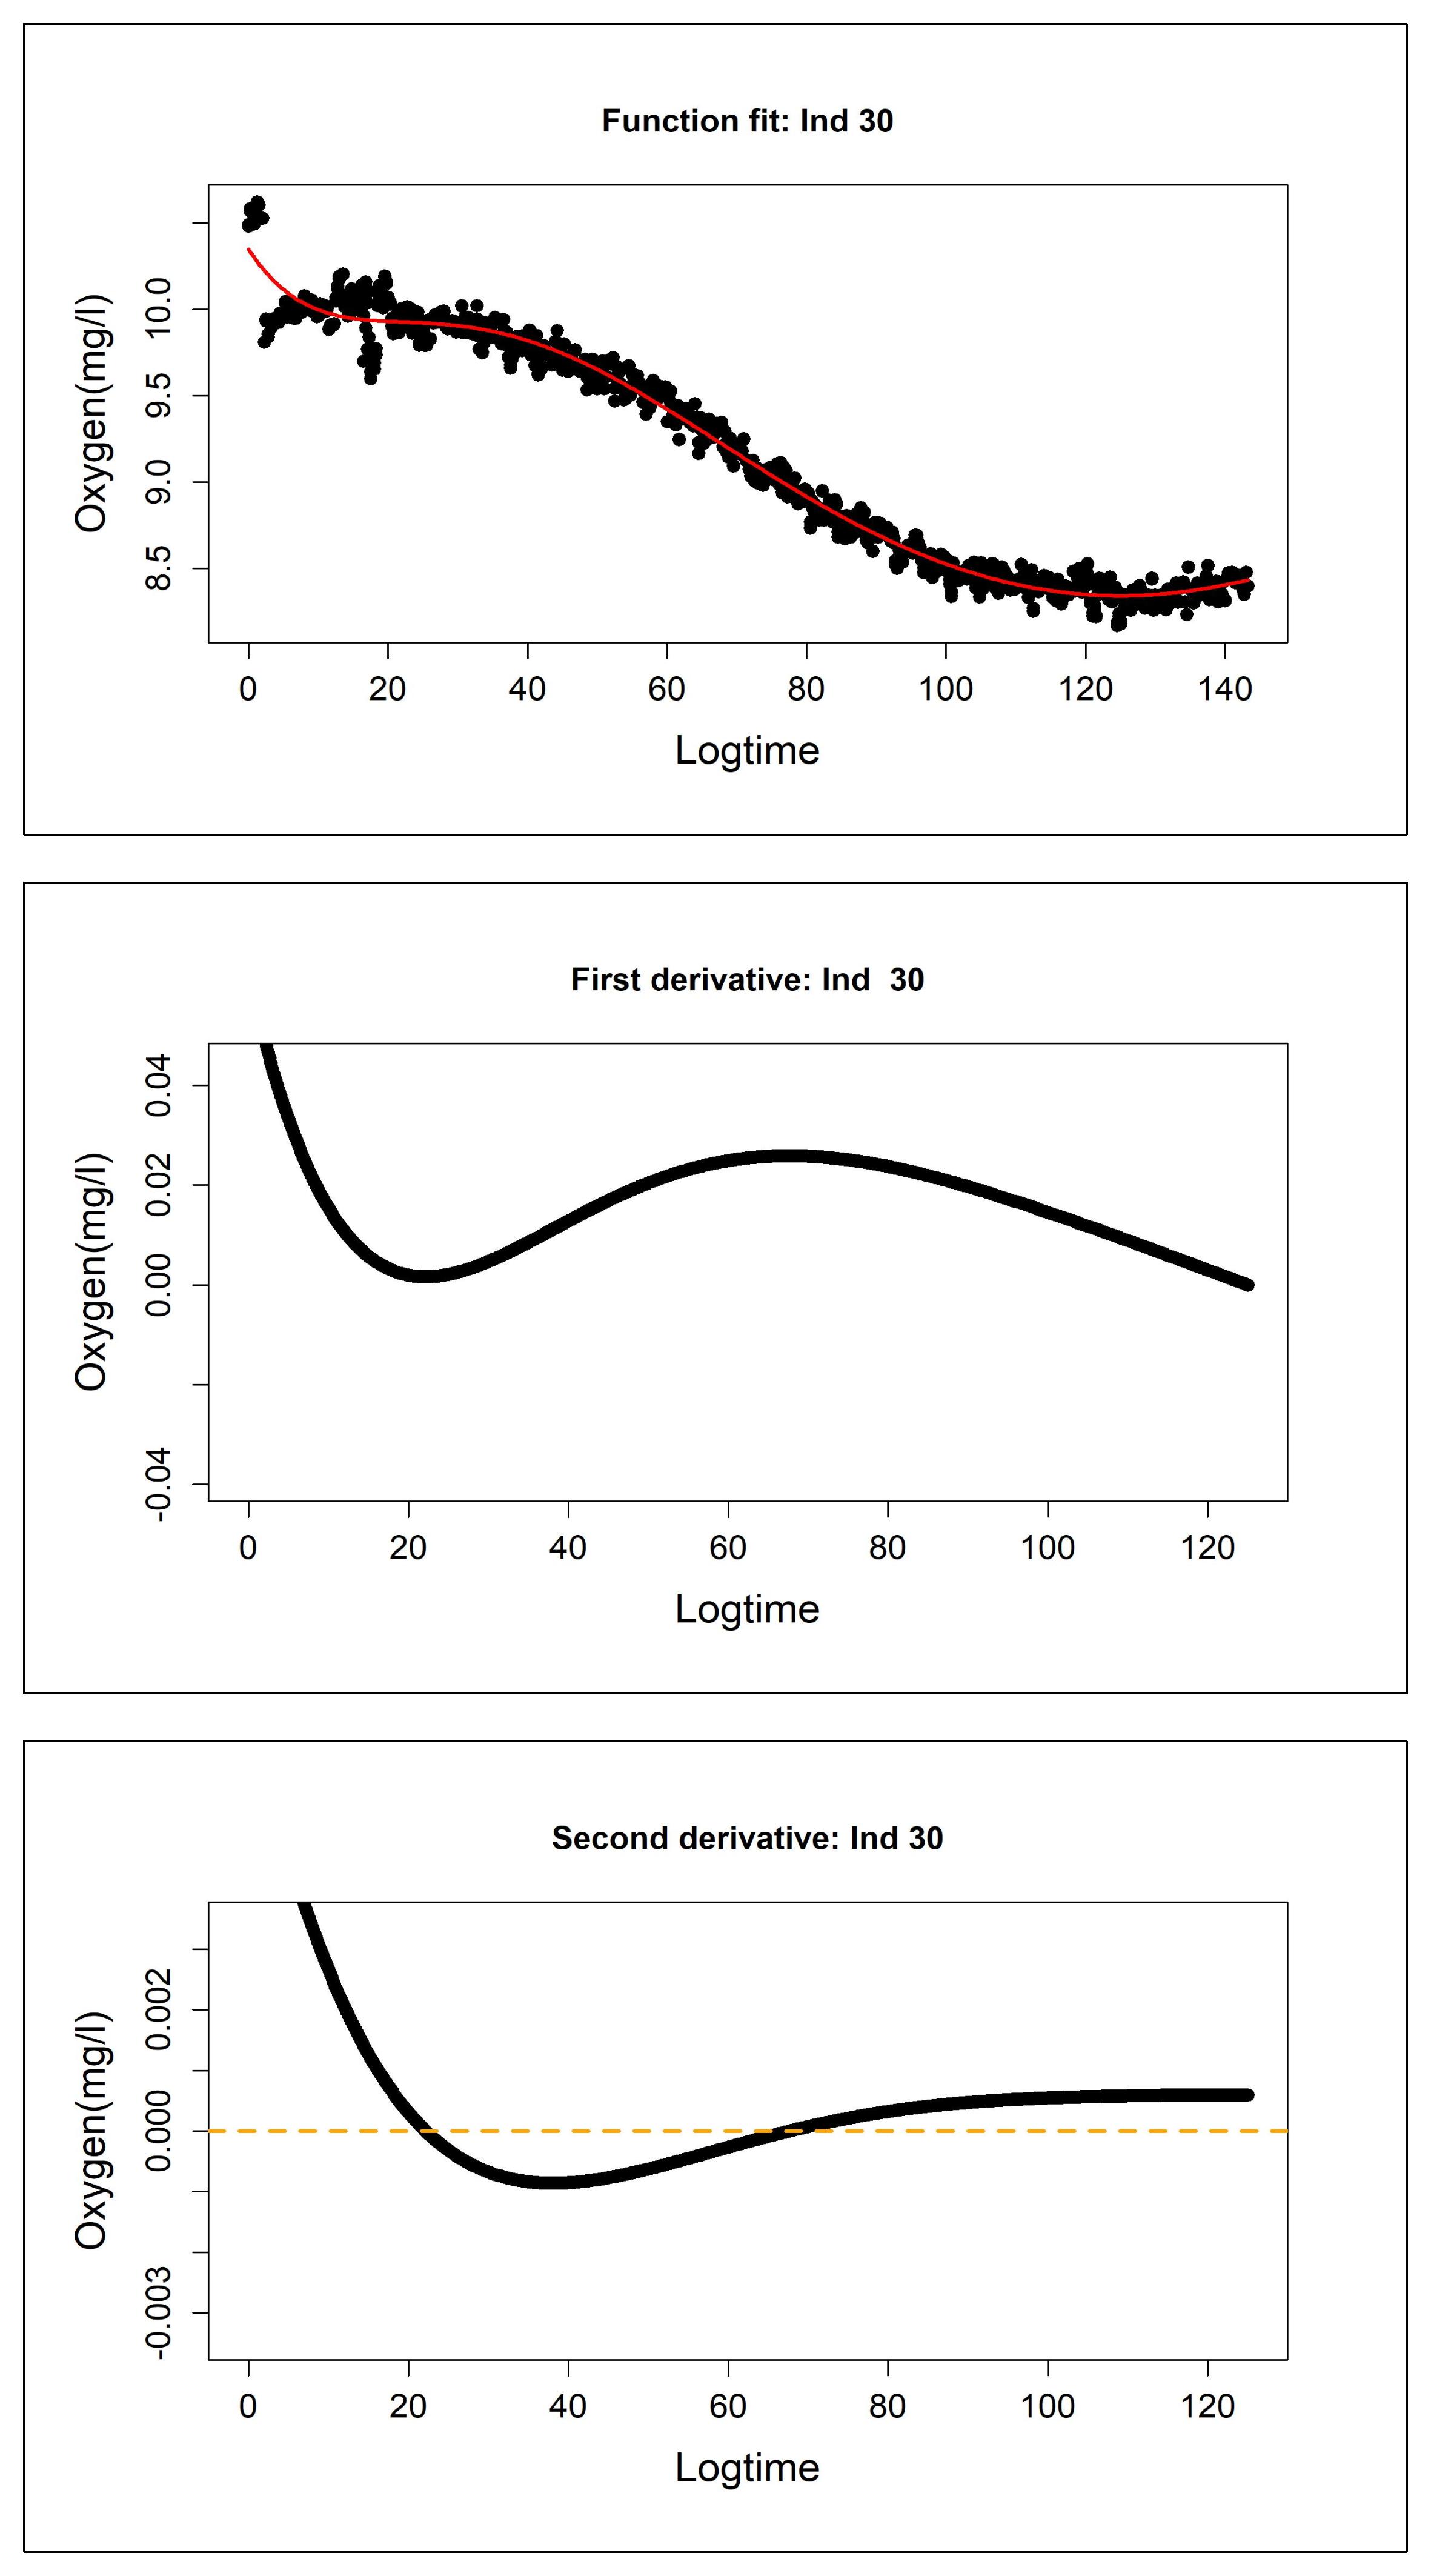 Function fit: Ind 30
Oxygen(mg/l)
10.0
9.5
9.0
8.5
0 20 40 60 80 100 120 140
Logtime
First derivative: Ind  30
Oxygen(mg/l)
0.04
0.02
0.00
-0.04
0 20 40 60 80 100 120
Logtime
Second derivative: Ind 30
Oxygen(mg/l)
0.002
0.000
-0.003
0 20 40 60 80 100 120
Logtime